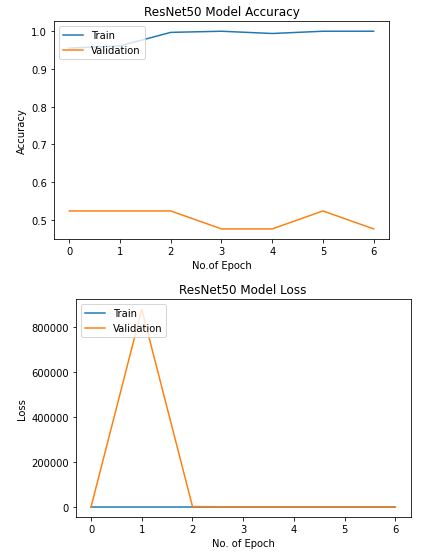 ResNet50 Model Accuracy
1.0
0.9
0.8
0.7
0.6
0.5
Accuracy
Train
Validation
0 1 2 3 4 5 6
No.of Epoch
ResNet50 Model Loss
800000
600000
400000
200000
0
Loss
Train
Validation
0 1 2 3 4 5 6
No. of Epoch